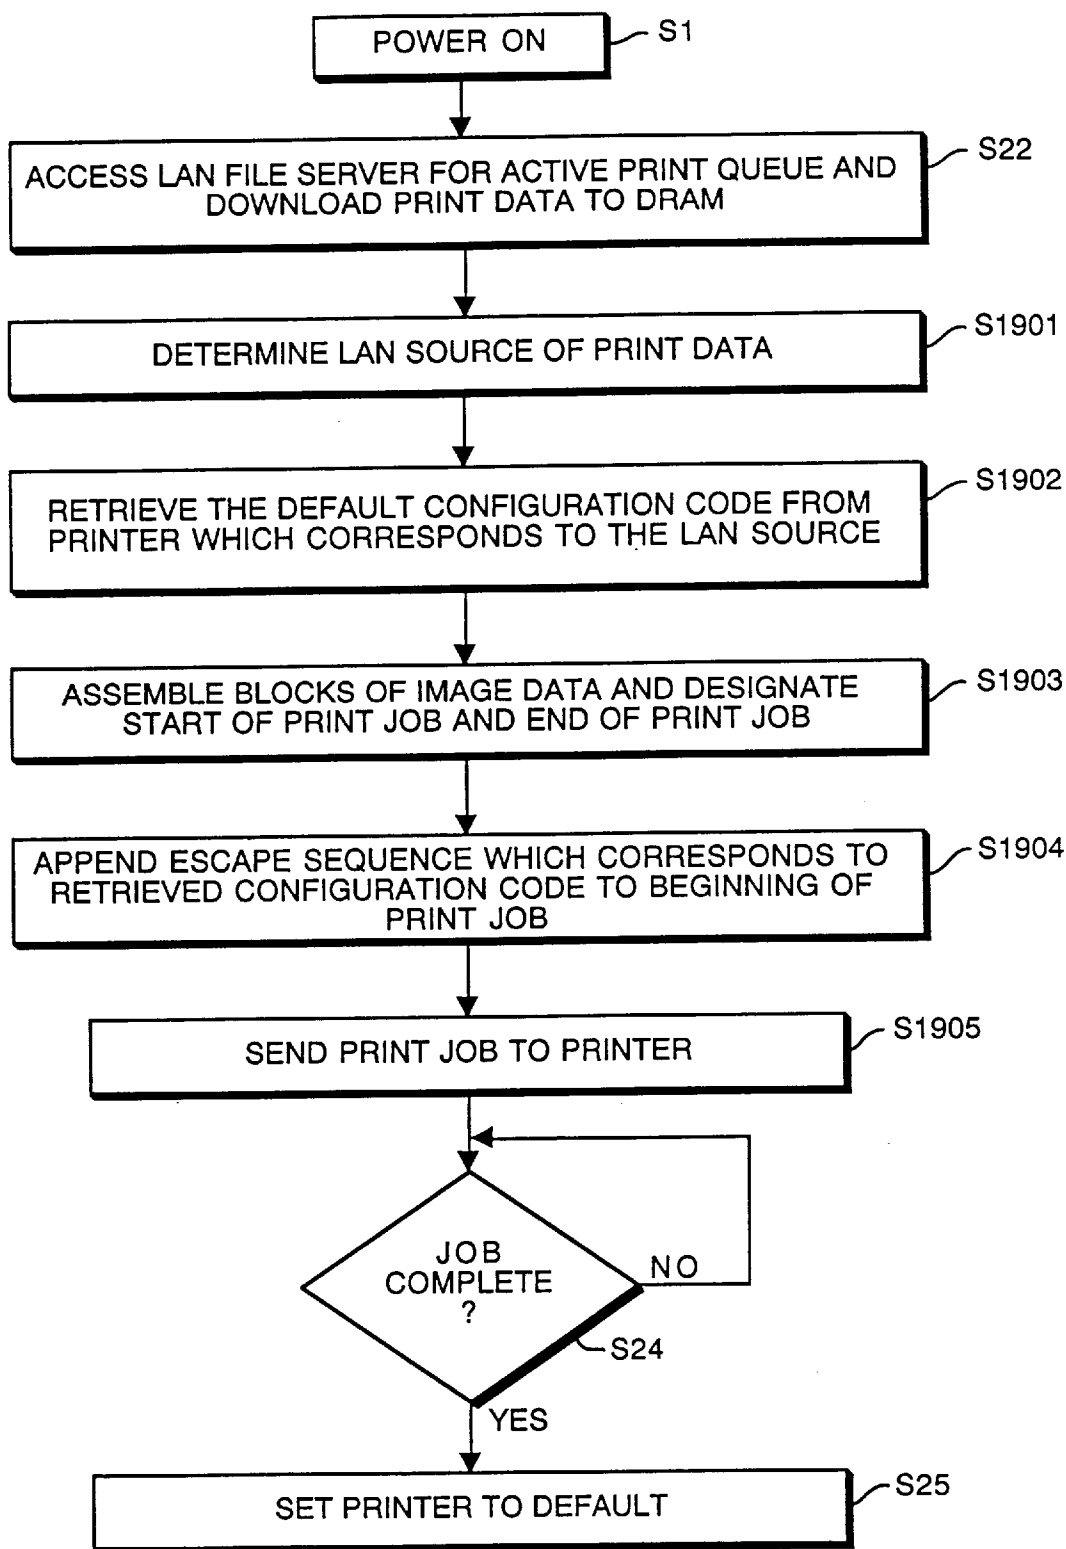 POWER ON
S1
ACCESS LAN FILE SERVER FOR ACTIVE PRINT QUEUE AND
DOWNLOAD PRINT DATA TO DRAM
S22
DETERMINE LAN SOURCE OF PRINT DATA
S1901
RETRIEVE THE DEFAULT CONFIGURATION CODE FROM
PRINTER WHICH CORRESPONDS TO THE LAN SOURCE
S1902
ASSEMBLE BLOCKS OF IMAGE DATA AND DESIGNATE
START OF PRINT JOB AND END OF PRINT JOB
S1903
APPEND ESCAPE SEQUENCE WHICH CORRESPONDS TO
RETRIEVED CONFIGURATION CODE TO BEGINNING OF
PRINT JOB
S1904
SEND PRINT JOB TO PRINTER
S1905
JOB
COMPLETE
?
NO
S24
YES
SET PRINTER TO DEFAULT
S25